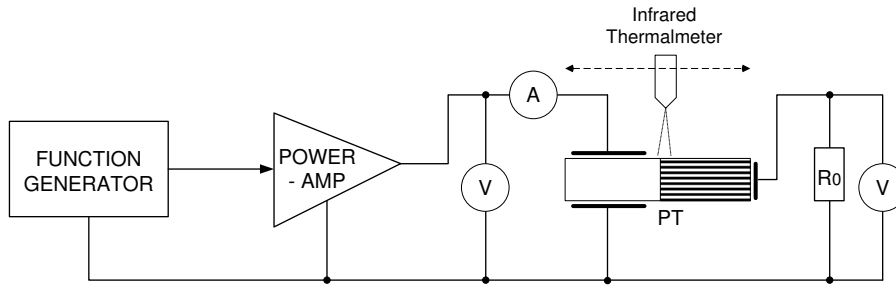 Infrared
Thermalmeter
A
FUNCTION
GENERATOR
POWER
- AMP
V
PT
R0
V